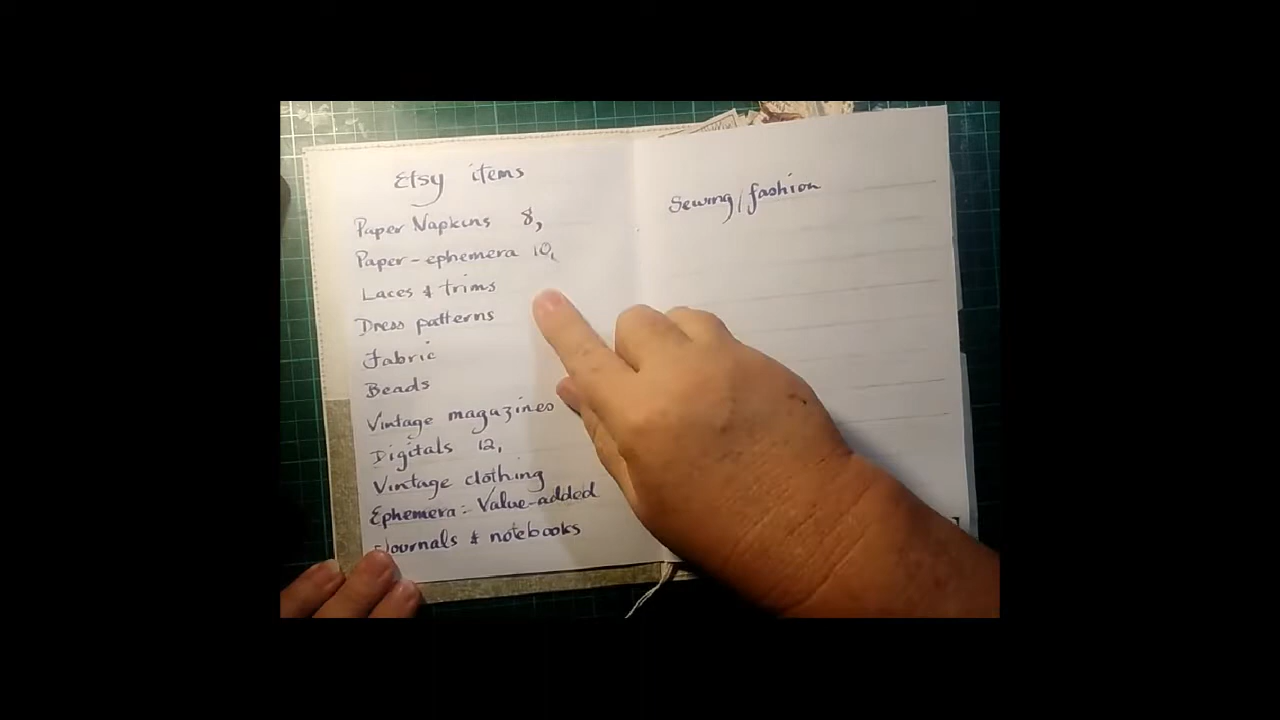 Etsy items
Paper Napkins 8,
Paper-ephemera 10,
Laces & trims
Dress patterns
Fabric
Beads
Vintage magazines
Digitals 12,
Vintage clothing
Ephemera:- Value-added
Journals & notebooks
Sewing/fashion